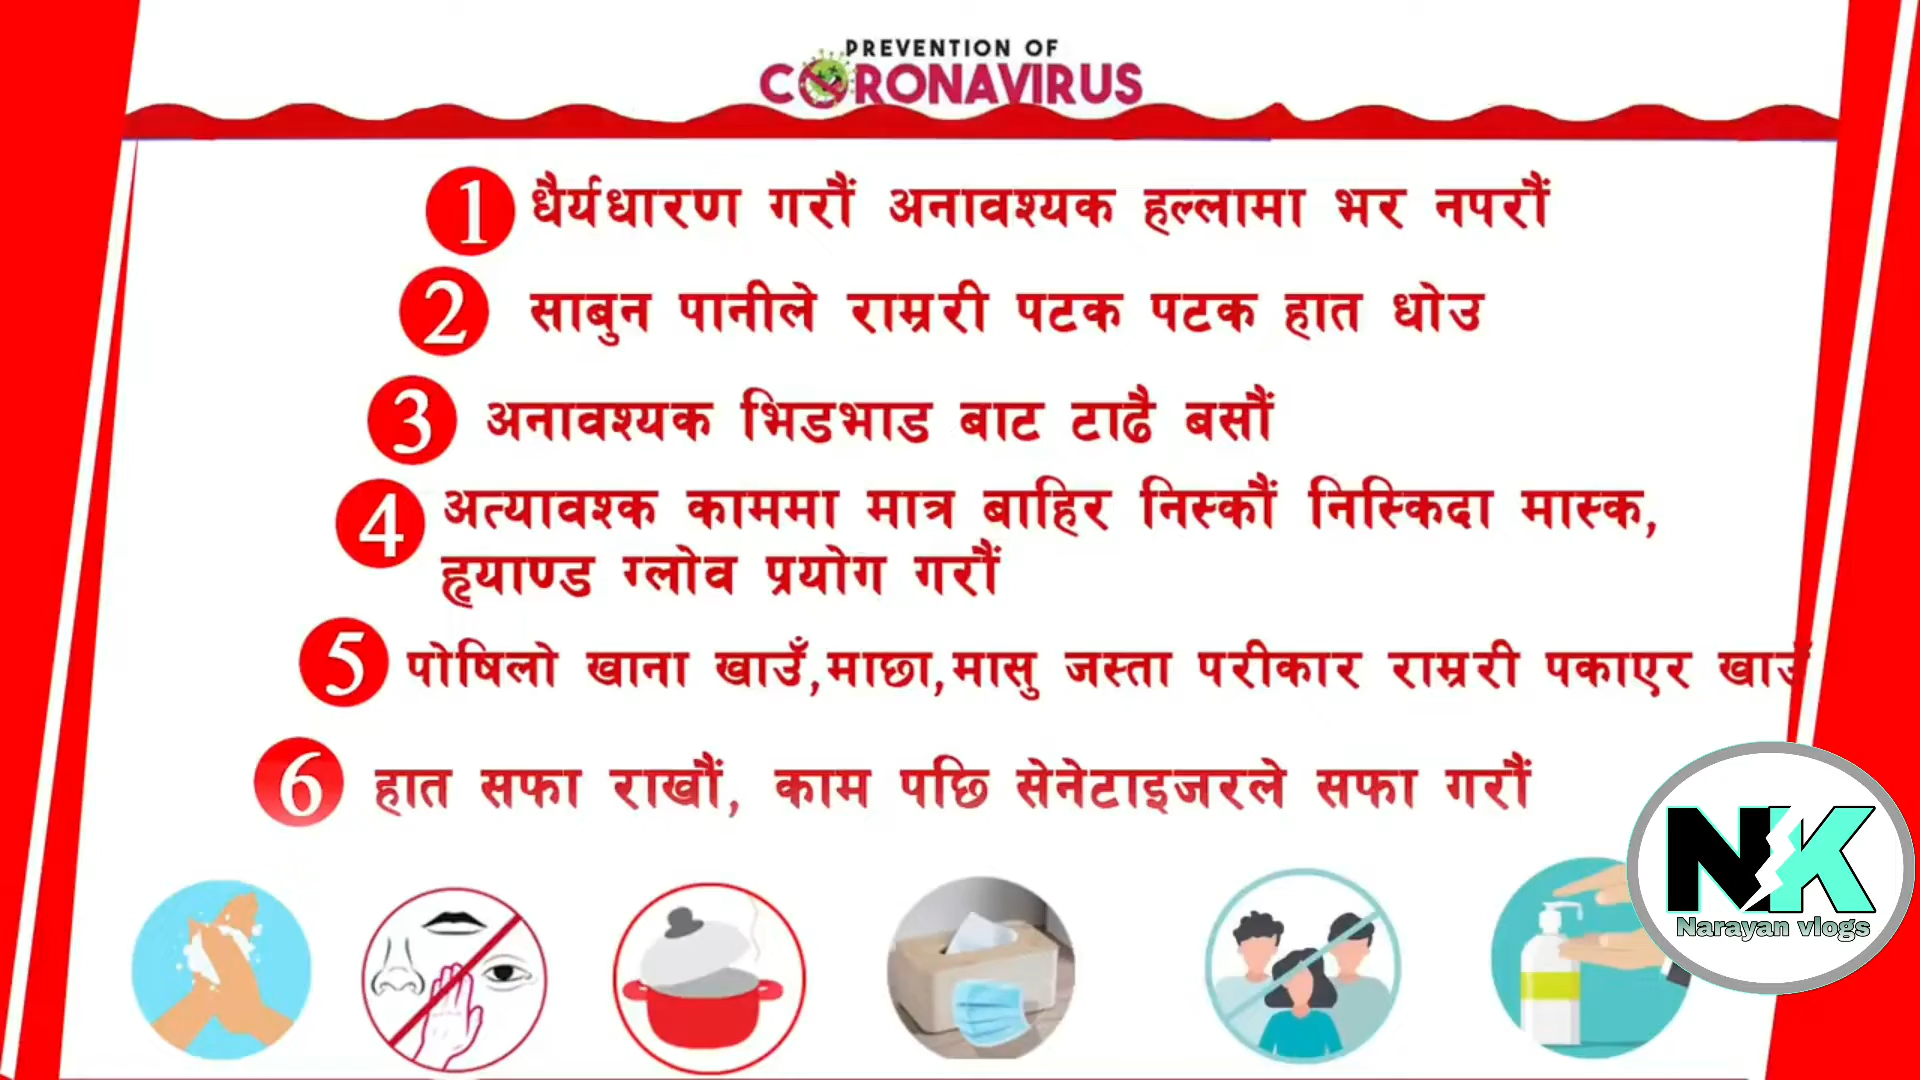 PREVENTION OF
CORONAVIRUS
1 धैर्यधारण गरौं अनावश्यक हल्लामा भर नपरौं
2 साबुन पानीले राम्ररी पटक पटक हात धोउ
3 अनावश्यक भिडभाड बाट टाढै बसौं
4 अत्यावश्क काममा मात्र बाहिर निस्कौं निस्किदा मास्क,
हृयाण्ड ग्लोव प्रयोग गरौं
5 पोषिलो खाना खाउँ,माछा,मासु जस्ता परीकार राम्ररी पकाएर खाउँ
6 हात सफा राखौं, काम पछि सेनेटाइजरले सफा गरौं
NK
Narayan vlogs